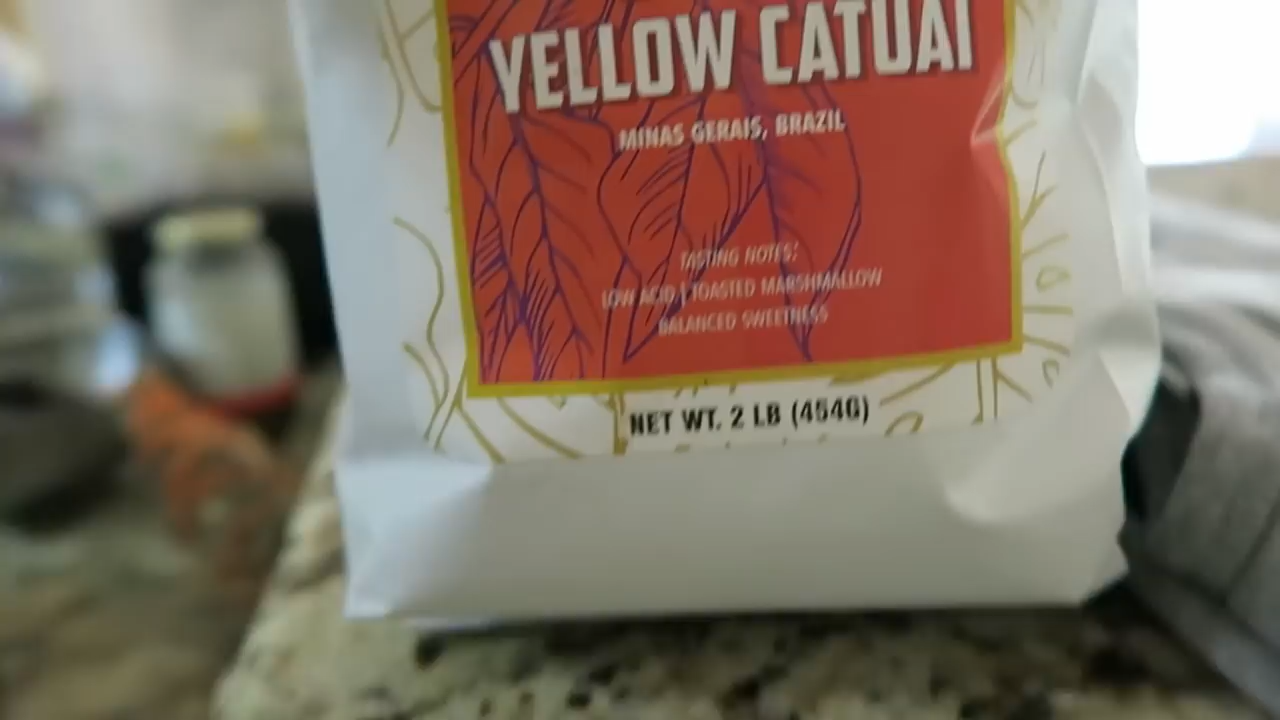 YELLOW CATUAI
MINAS GERAIS, BRAZIL
TASTING NOTES:
LOW ACID | TOASTED MARSHMALLOW
BALANCED SWEETNESS
NET WT. 2 LB (454G)